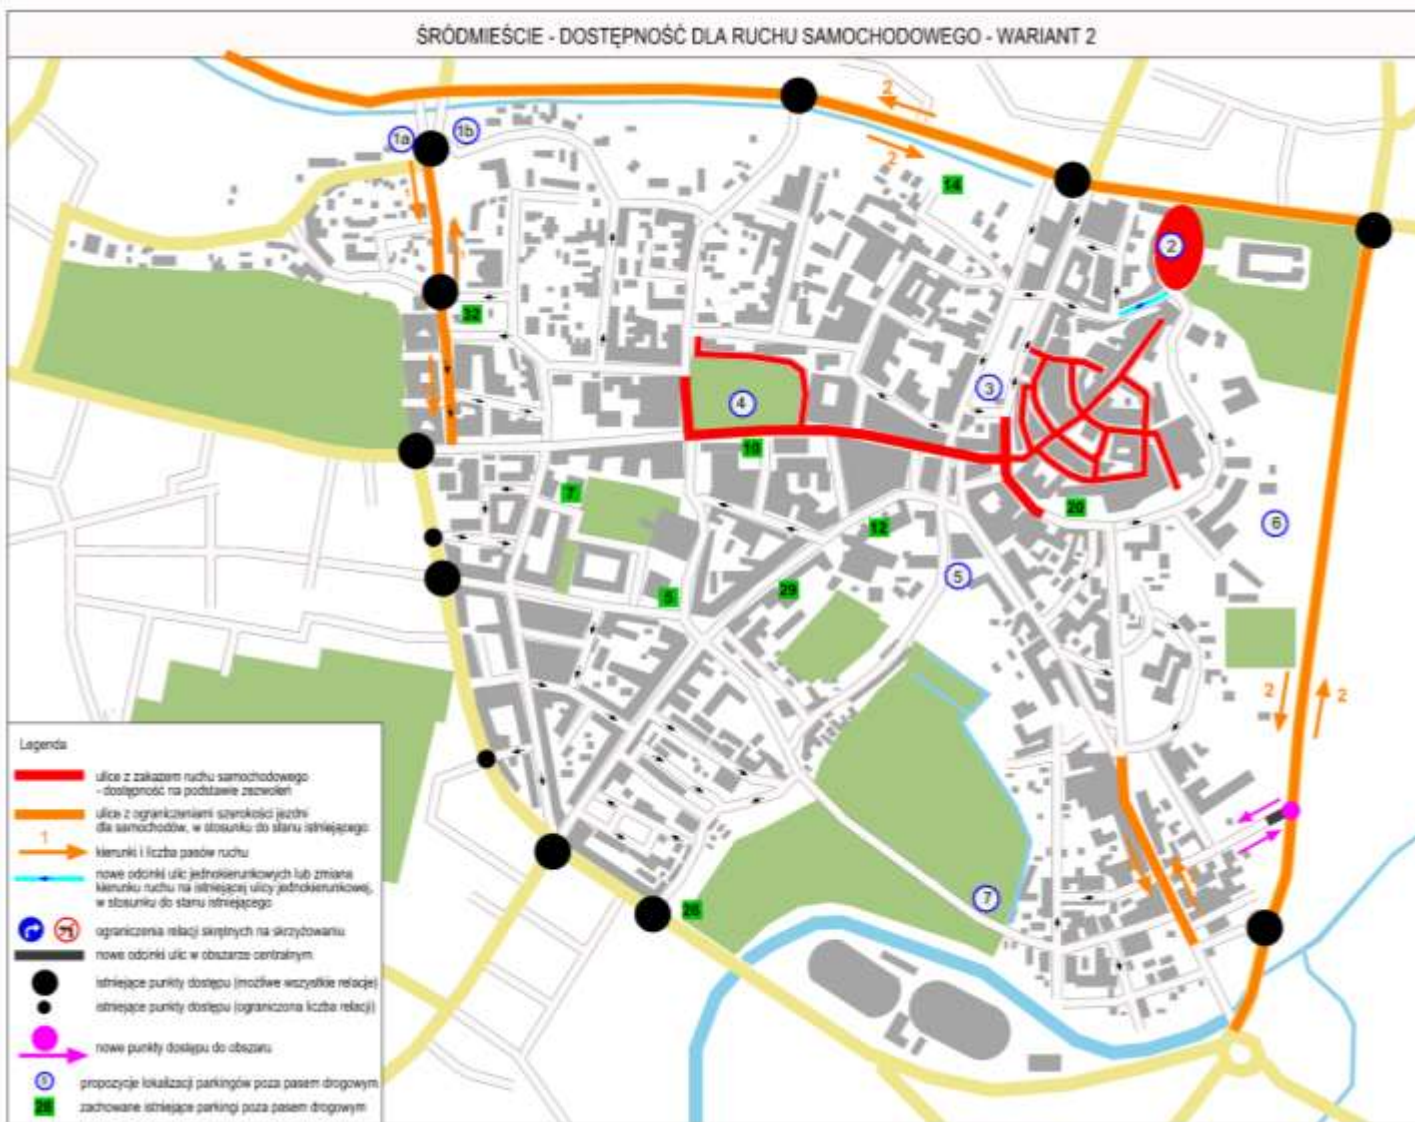 ŚRÓDMIEŚCIE - DOSTĘPNOŚĆ DLA RUCHU SAMOCHODOWEGO - WARIANT 2
2
1a
1b
2
1
14
2
1
32
3
4
10
7
20
12
6
5
29
5
2
2
7
26
Legenda
ulice z zakazem ruchu samochodowego
- dostępność na podstawie zezwoleń
ulice z ograniczeniami szerokości jezdni
dla samochodów, w stosunku do stanu istniejącego
1
kierunki i liczba pasów ruchu
nowe odcinki ulic jednokierunkowych lub zmiana
kierunku ruchu na istniejącej ulicy jednokierunkowej,
w stosunku do stanu istniejącego
ograniczenia relacji skrętnych na skrzyżowaniu
nowe odcinki ulic w obszarze centralnym
istniejące punkty dostępu (możliwe wszystkie relacje)
istniejące punkty dostępu (ograniczona liczba relacji)
nowe punkty dostępu do obszaru
propozycje lokalizacji parkingów poza pasem drogowym
28
zachowane istniejące parkingi poza pasem drogowym